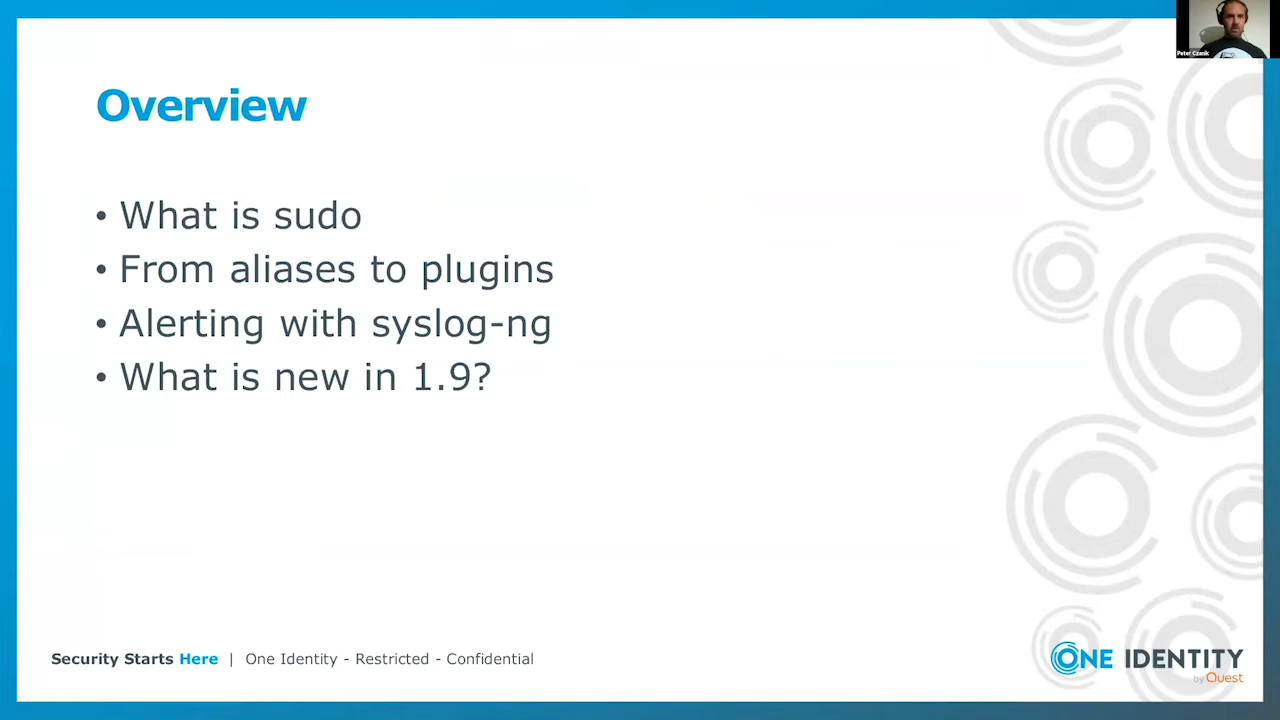 Peter Czanik
Overview
• What is sudo
• From aliases to plugins
• Alerting with syslog-ng
• What is new in 1.9?
Security Starts Here | One Identity - Restricted - Confidential
ONE IDENTITY
by Quest